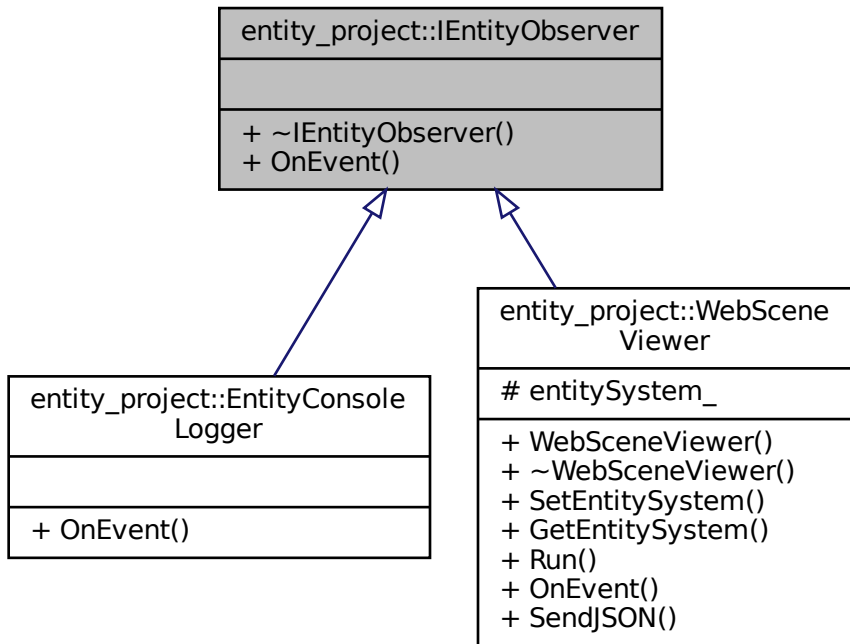 entity_project::IEntityObserver
+ ~IEntityObserver()
+ OnEvent()
entity_project::EntityConsole
Logger
+ OnEvent()
entity_project::WebScene
Viewer
# entitySystem_
+ WebSceneViewer()
+ ~WebSceneViewer()
+ SetEntitySystem()
+ GetEntitySystem()
+ Run()
+ OnEvent()
+ SendJSON()